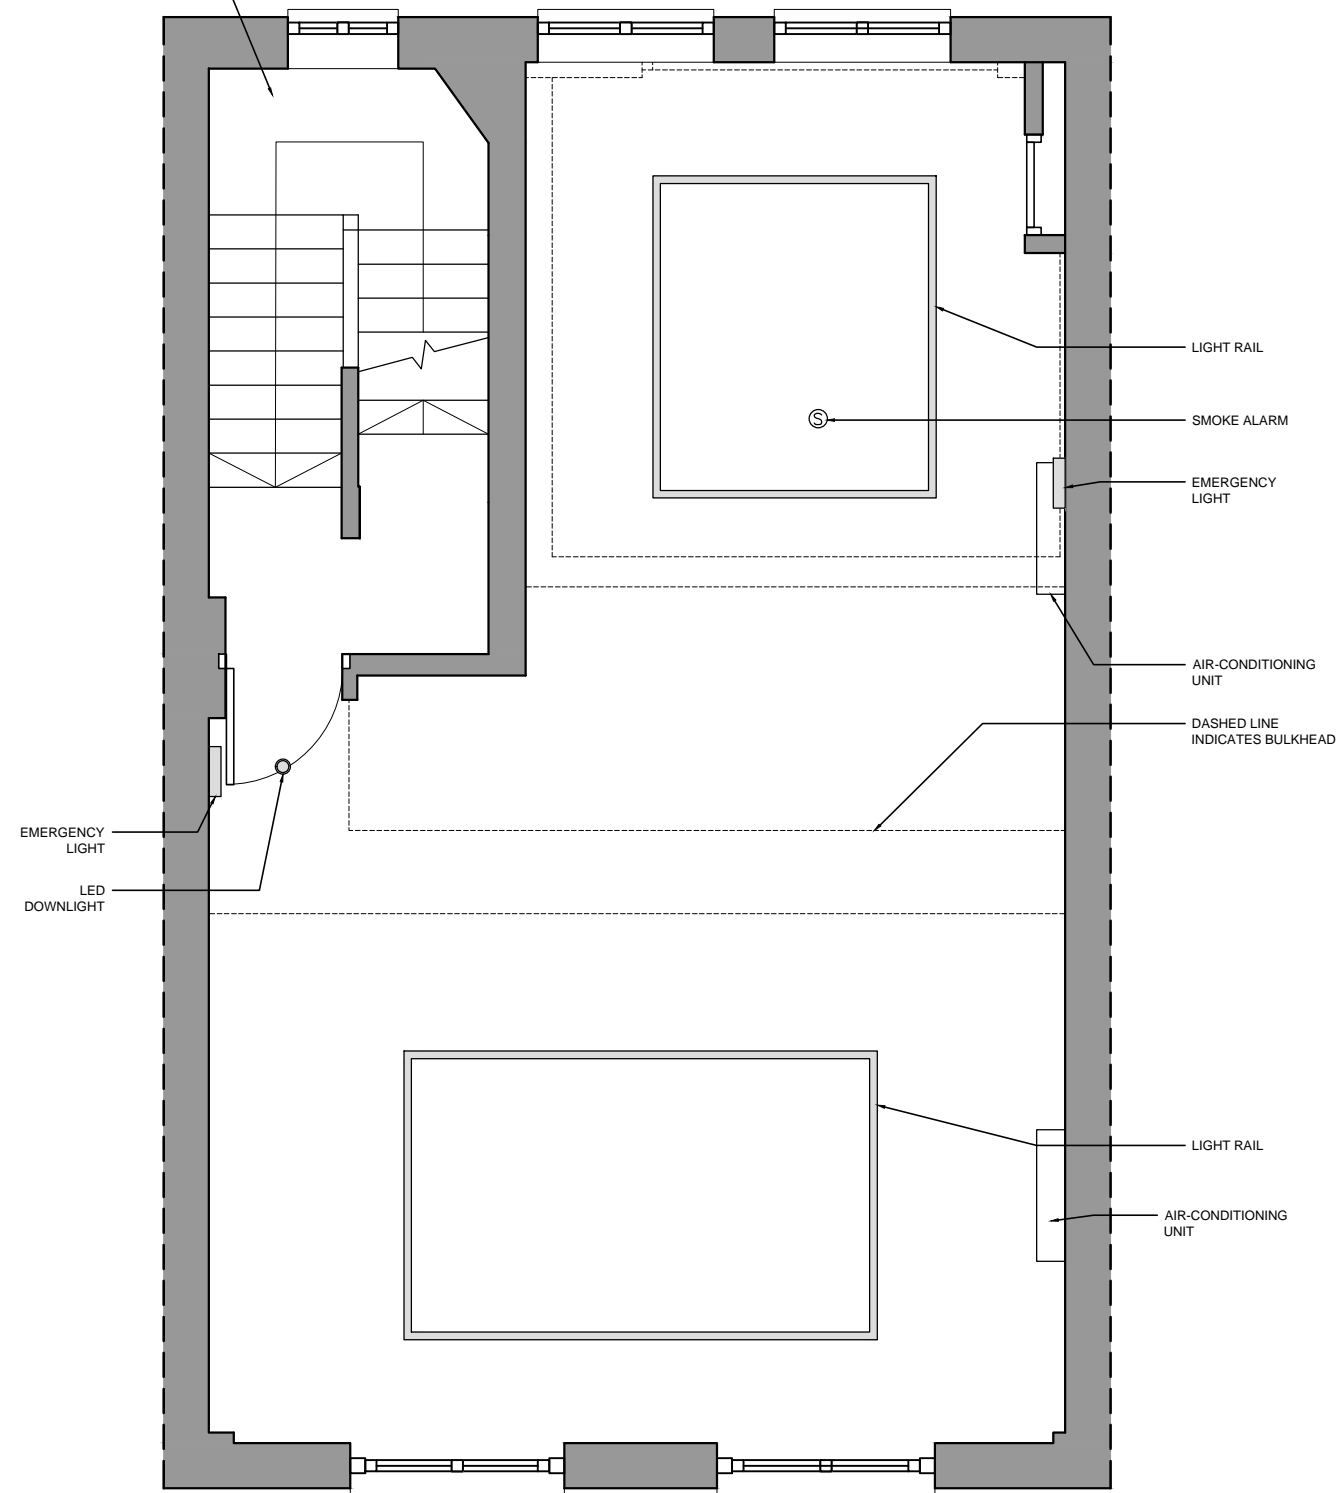 LIGHT RAIL
SMOKE ALARM
S
EMERGENCY
LIGHT
AIR-CONDITIONING
UNIT
DASHED LINE
INDICATES BULKHEAD
EMERGENCY
LIGHT
LED
DOWNLIGHT
LIGHT RAIL
AIR-CONDITIONING
UNIT